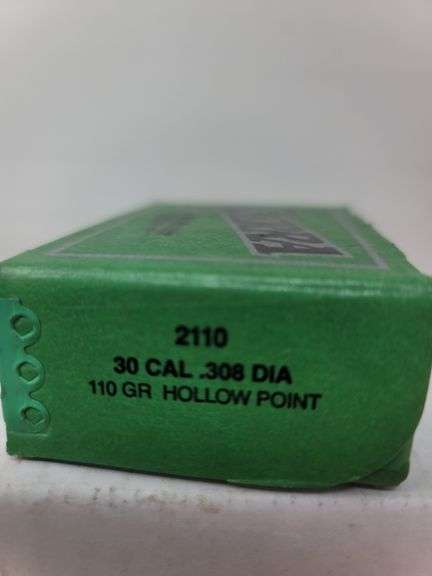 2110
30 CAL .308 DIA
110 GR HOLLOW POINT